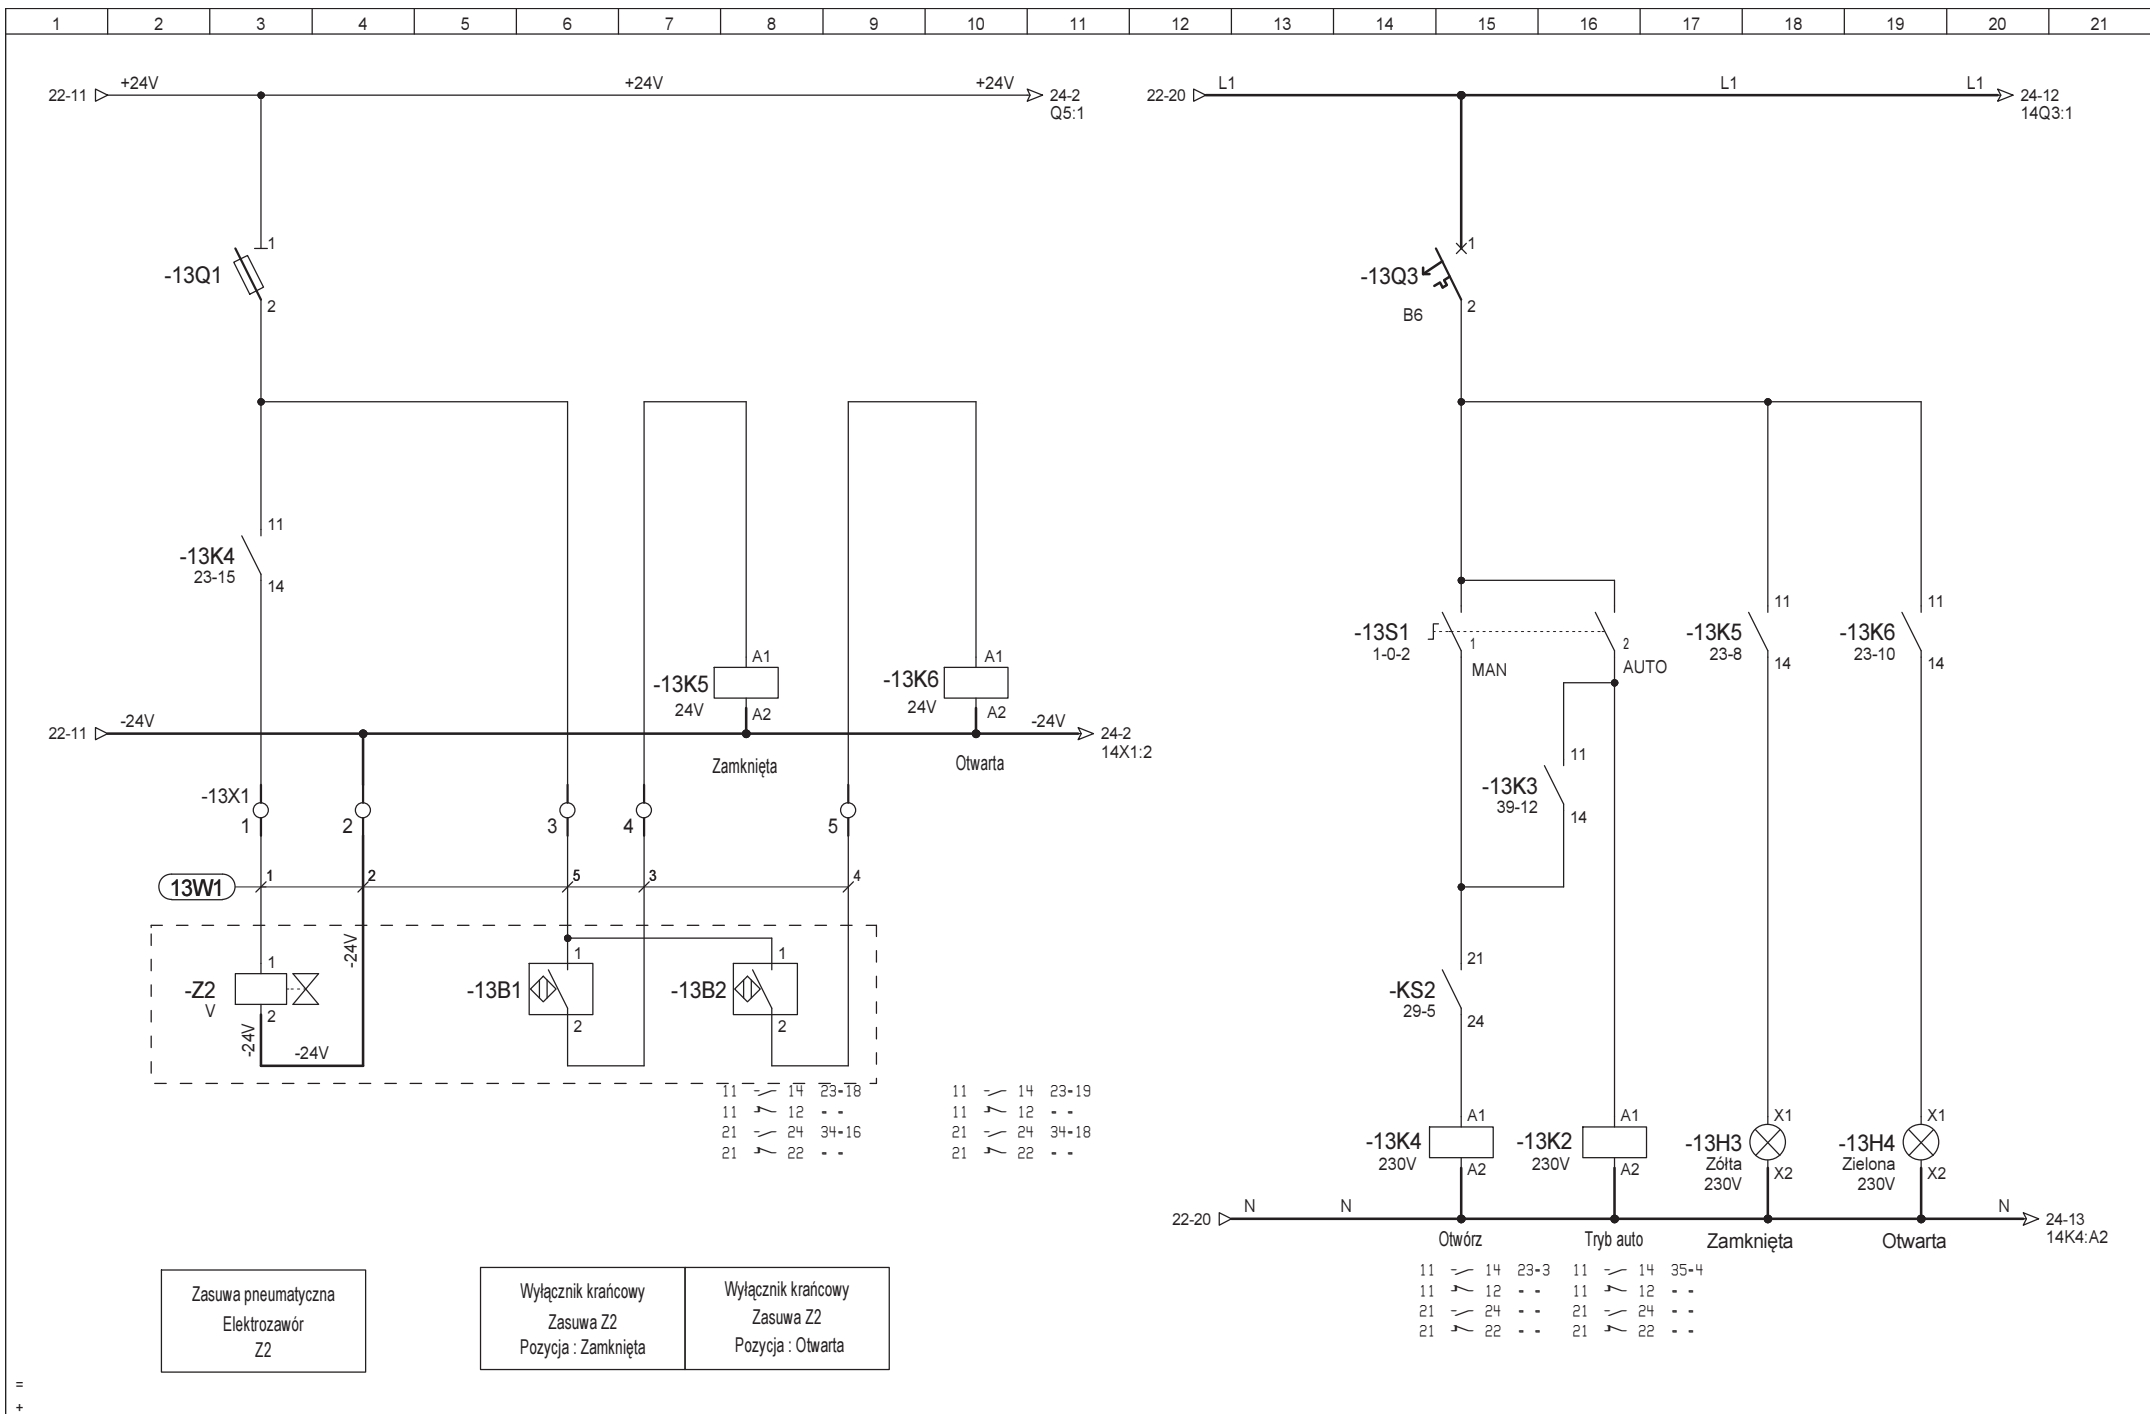 1 2 3 4 5 6 7 8 9 10 11 12 13 14 15 16 17 18 19 20 21
22-11 +24V +24V +24V 24-2
Q5:1
22-20 L1 L1 L1 24-12
14Q3:1
1
-13Q1
2
1
-13Q3
2
B6
11
-13K4
23-15
14
-13S1
1-0-2
1
MAN
2
AUTO
11
-13K5
23-8
14
11
-13K6
23-10
14
A1
-13K5
24V
A2
A1
-13K6
24V
A2
22-11 -24V -24V 24-2
14X1:2
Zamknięta
Otwarta
11
-13K3
39-12
14
-13X1
1 2 3 4 5
13W1 1 2 5 3 4
-24V
1
-Z2
V
2
-24V
-24V
1
-13B1
2
1
-13B2
2
21
-KS2
29-5
24
11 14 23-18
11 12 - -
21 24 34-16
21 22 - -
11 14 23-19
11 12 - -
21 24 34-18
21 22 - -
A1
-13K4
230V
A2
A1
-13K2
230V
A2
X1
-13H3
Zółta
230V
X2
X1
-13H4
Zielona
230V
X2
22-20 N N N 24-13
14K4:A2
Otwórz
Tryb auto
Zamknięta
Otwarta
11 14 23-3
11 12 - -
21 24 - -
21 22 - -
11 14 35-4
11 12 - -
21 24 - -
21 22 - -
Zasuwa pneumatyczna
Elektrozawór
Z2
Wyłącznik krańcowy
Zasuwa Z2
Pozycja : Zamknięta
Wyłącznik krańcowy
Zasuwa Z2
Pozycja : Otwarta
=
+